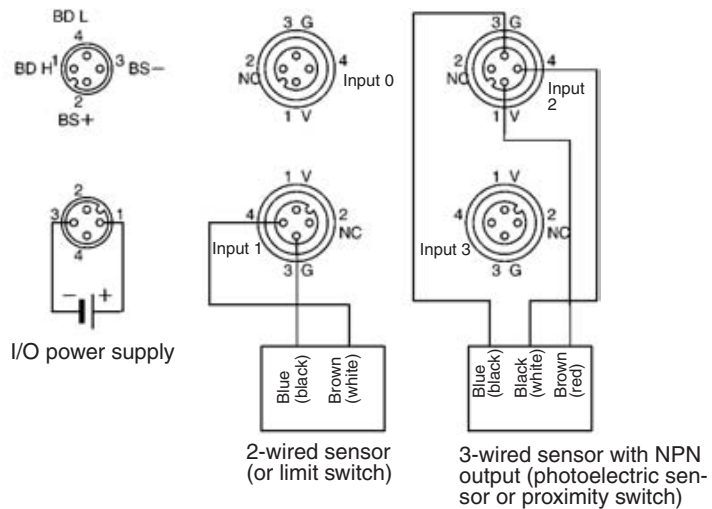 BD L
4
BD H 1
3 BS−
2
BS+
3 G
2
NC
4
Input 0
1 V
3 G
2
NC
4
Input
2
1 V
2
3
1
4
− +
I/O power supply
1 V
4
2
NC
Input 1
3 G
1 V
4
2
NC
Input 3
3 G
Blue
(black)
Brown
(white)
2-wired sensor
(or limit switch)
Blue
(black)
Black
(white)
Brown
(red)
3-wired sensor with NPN
output (photoelectric sen-
sor or proximity switch)